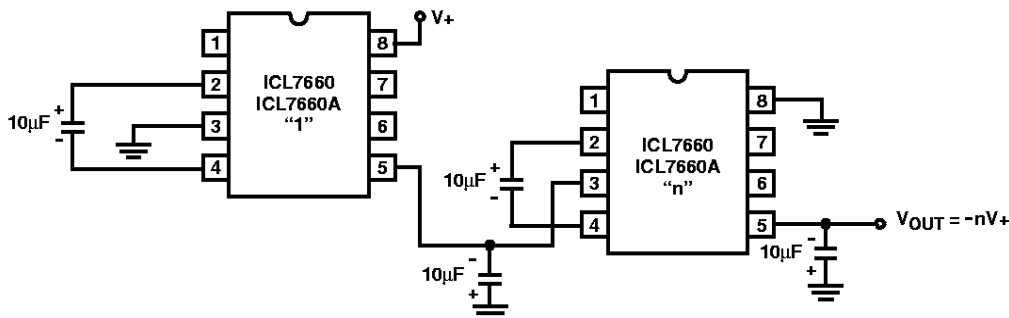 V+
1
2
3
4
8
7
6
5
ICL7660
ICL7660A
“1”
10µF
+
-
1
2
3
4
8
7
6
5
ICL7660
ICL7660A
“n”
10µF
+
-
10µF
-
+
10µF
-
+
VOUT = -nV+